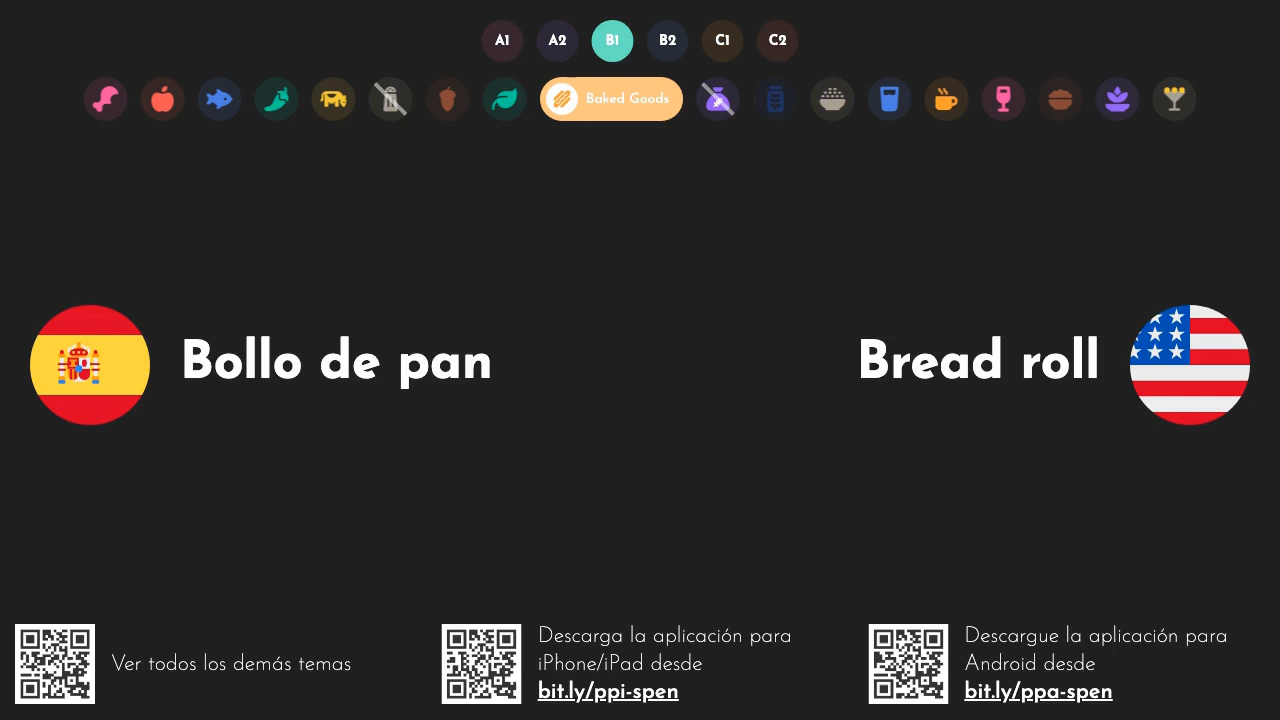 A1 A2 B1 B2 C1 C2
Baked Goods
Bollo de pan
Bread roll
Ver todos los demás temas
Descarga la aplicación para
iPhone/iPad desde
bit.ly/ppi-spen
Descargue la aplicación para
Android desde
bit.ly/ppa-spen